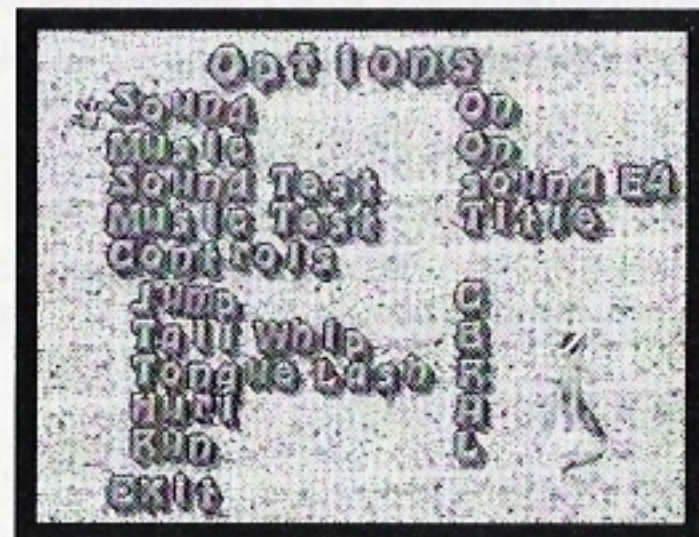 Options
Sound On
Music On
Sound Test Sound E4
Music Test Title
Controls
Jump C
Tail Whip B
Tongue Lash R
Hurl A
Run L
Exit